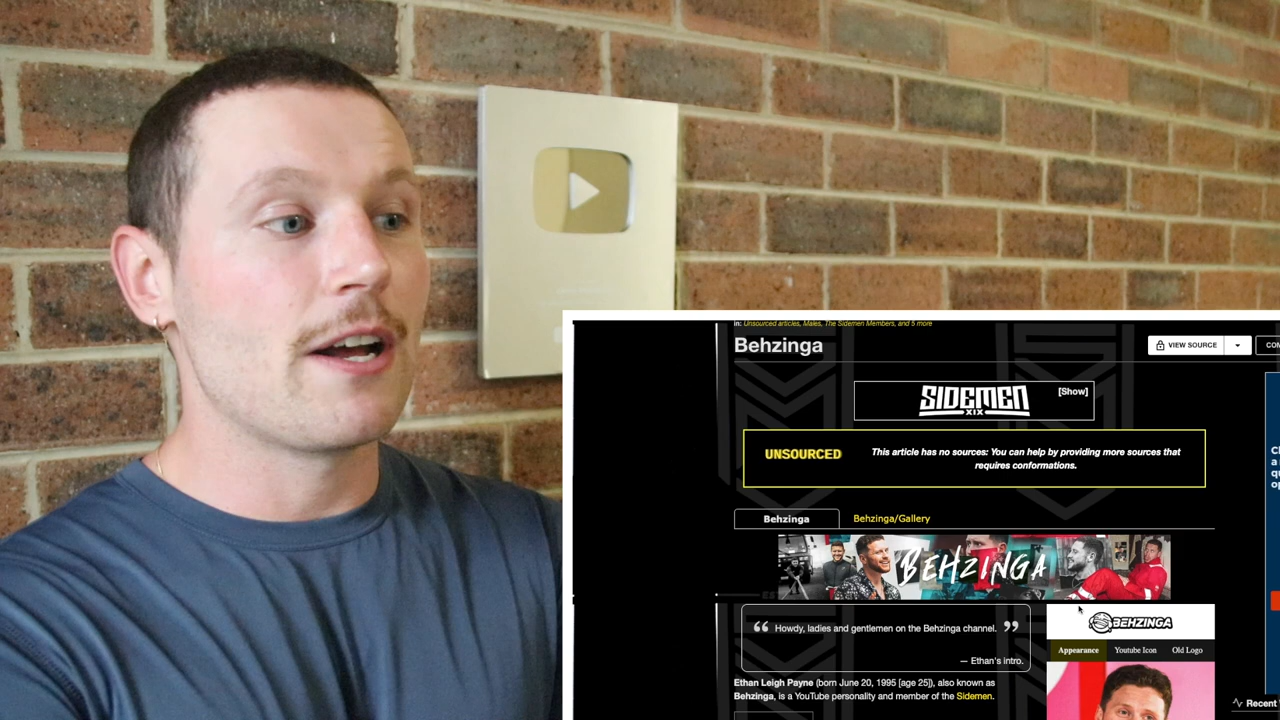 in: Unsourced articles, Males, The Sidemen Members, and 5 more
Behzinga
VIEW SOURCE
SIDEMEN
XIX
[Show]
UNSOURCED
This article has no sources: You can help by providing more sources that
requires conformations.
Behzinga
Behzinga/Gallery
BEHZINGA
Howdy, ladies and gentlemen on the Behzinga channel.
— Ethan's intro.
BEHZINGA
Appearance
Youtube Icon
Old Logo
Ethan Leigh Payne (born June 20, 1995 [age 25]), also known as
Behzinga, is a YouTube personality and member of the Sidemen.
Recent